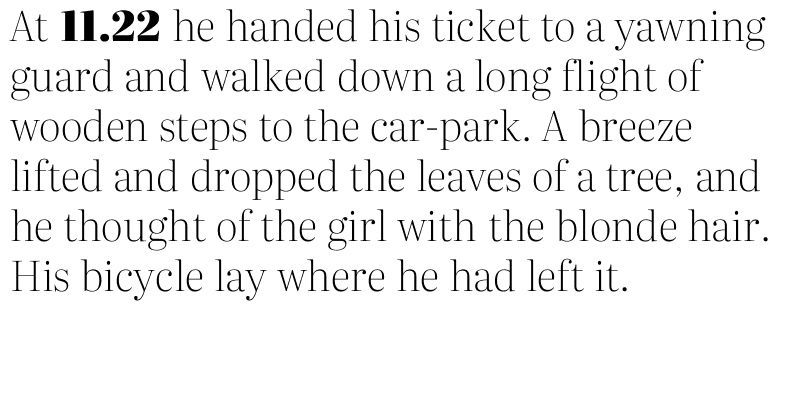 At 11.22 he handed his ticket to a yawning
guard and walked down a long flight of
wooden steps to the car-park. A breeze
lifted and dropped the leaves of a tree, and
he thought of the girl with the blonde hair.
His bicycle lay where he had left it.